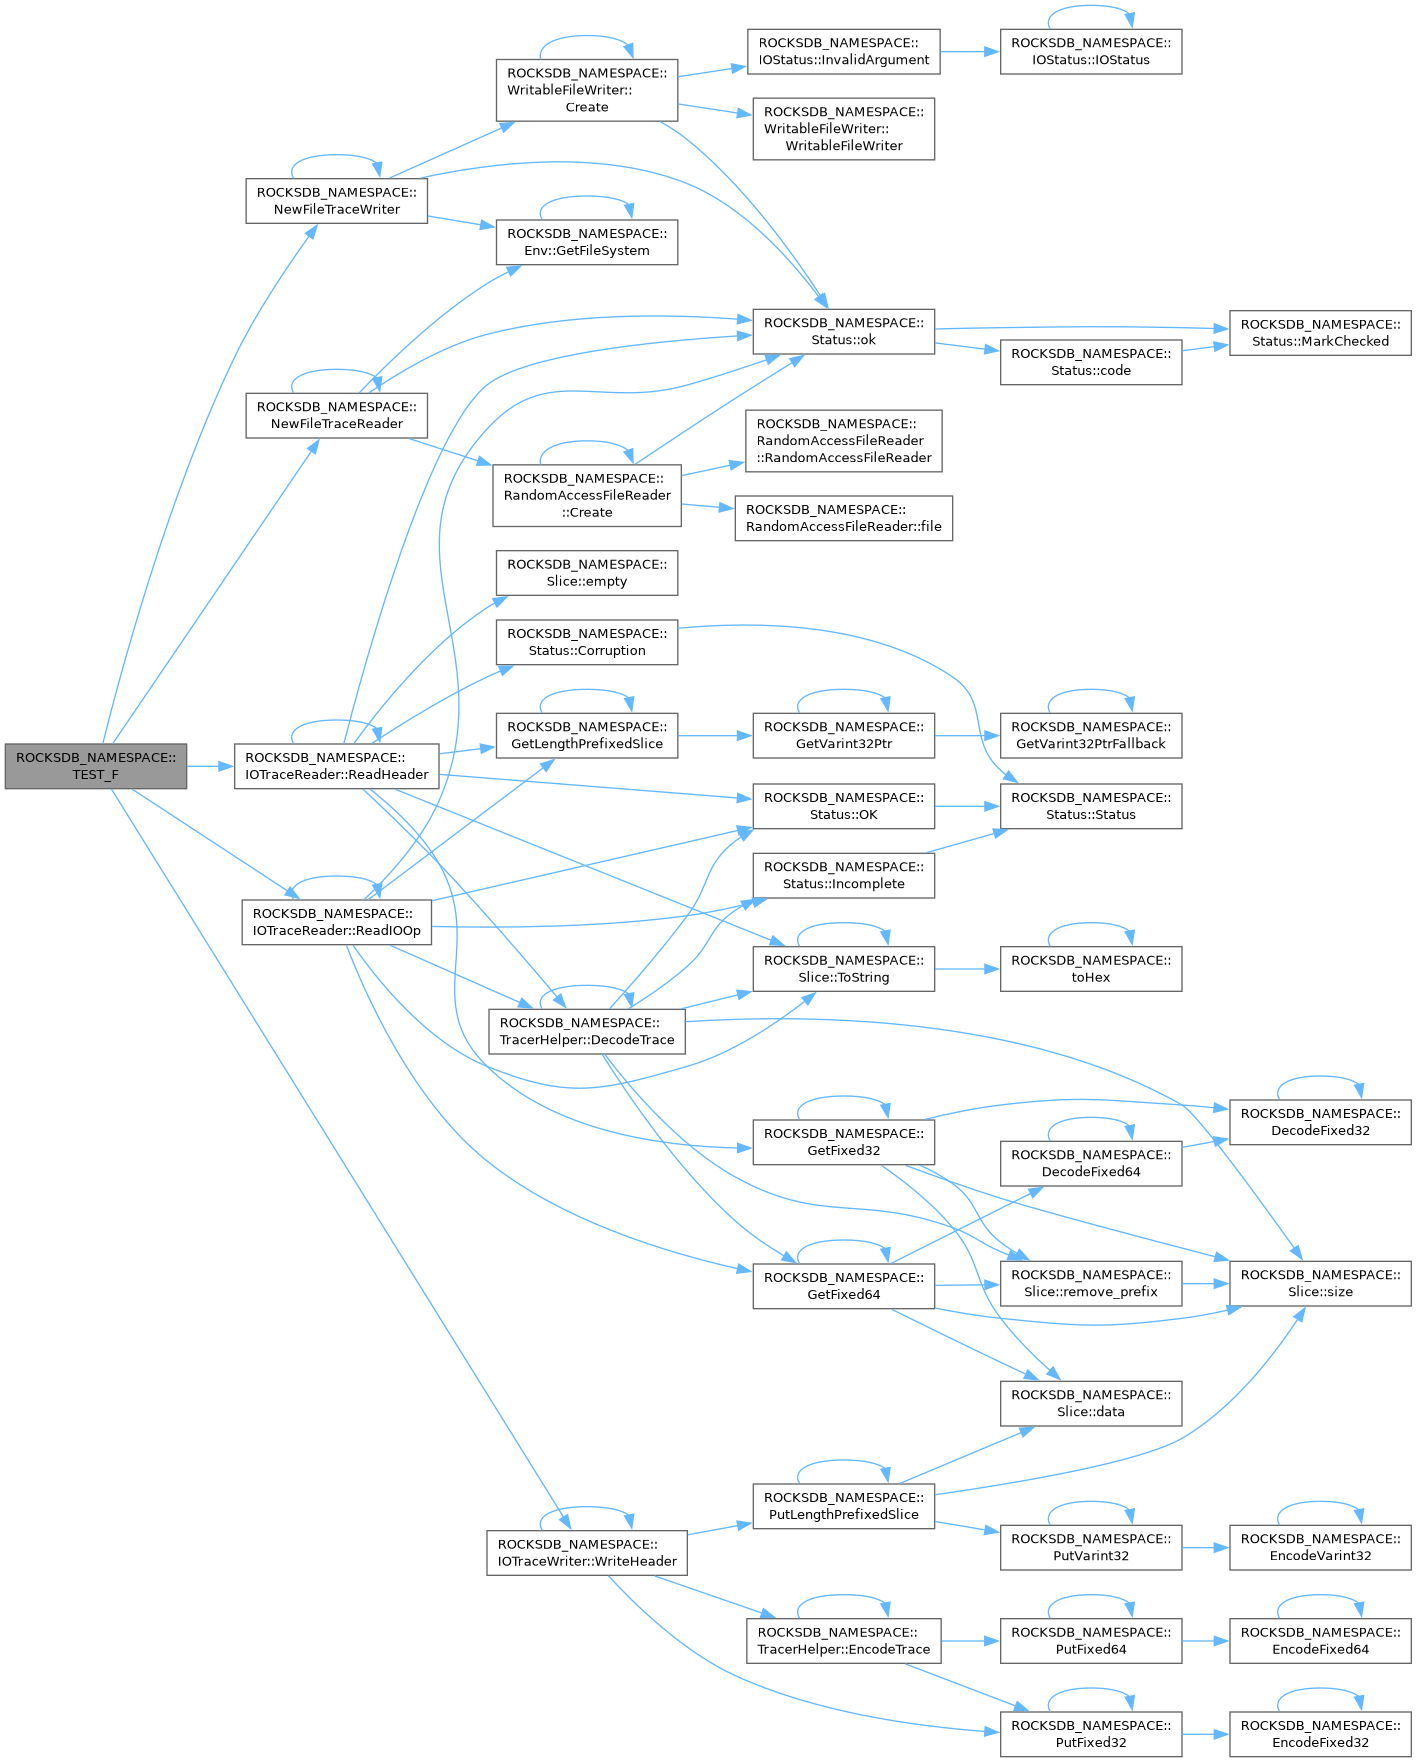 ROCKSDB_NAMESPACE::
TEST_F
ROCKSDB_NAMESPACE::
NewFileTraceWriter
ROCKSDB_NAMESPACE::
NewFileTraceReader
ROCKSDB_NAMESPACE::
IOTraceReader::ReadHeader
ROCKSDB_NAMESPACE::
IOTraceReader::ReadIOOp
ROCKSDB_NAMESPACE::
WritableFileWriter::
Create
ROCKSDB_NAMESPACE::
Env::GetFileSystem
ROCKSDB_NAMESPACE::
RandomAccessFileReader
::Create
ROCKSDB_NAMESPACE::
Slice::empty
ROCKSDB_NAMESPACE::
Status::Corruption
ROCKSDB_NAMESPACE::
GetLengthPrefixedSlice
ROCKSDB_NAMESPACE::
TracerHelper::DecodeTrace
ROCKSDB_NAMESPACE::
IOTraceWriter::WriteHeader
ROCKSDB_NAMESPACE::
IOStatus::InvalidArgument
ROCKSDB_NAMESPACE::
WritableFileWriter::
WritableFileWriter
ROCKSDB_NAMESPACE::
Status::ok
ROCKSDB_NAMESPACE::
RandomAccessFileReader
::RandomAccessFileReader
ROCKSDB_NAMESPACE::
RandomAccessFileReader::file
ROCKSDB_NAMESPACE::
GetVarint32Ptr
ROCKSDB_NAMESPACE::
Status::OK
ROCKSDB_NAMESPACE::
Status::Incomplete
ROCKSDB_NAMESPACE::
Slice::ToString
ROCKSDB_NAMESPACE::
GetFixed32
ROCKSDB_NAMESPACE::
GetFixed64
ROCKSDB_NAMESPACE::
PutLengthPrefixedSlice
ROCKSDB_NAMESPACE::
TracerHelper::EncodeTrace
ROCKSDB_NAMESPACE::
IOStatus::IOStatus
ROCKSDB_NAMESPACE::
Status::code
ROCKSDB_NAMESPACE::
GetVarint32PtrFallback
ROCKSDB_NAMESPACE::
Status::Status
ROCKSDB_NAMESPACE::
toHex
ROCKSDB_NAMESPACE::
DecodeFixed64
ROCKSDB_NAMESPACE::
Slice::remove_prefix
ROCKSDB_NAMESPACE::
Slice::data
ROCKSDB_NAMESPACE::
PutVarint32
ROCKSDB_NAMESPACE::
PutFixed64
ROCKSDB_NAMESPACE::
PutFixed32
ROCKSDB_NAMESPACE::
Status::MarkChecked
ROCKSDB_NAMESPACE::
DecodeFixed32
ROCKSDB_NAMESPACE::
Slice::size
ROCKSDB_NAMESPACE::
EncodeVarint32
ROCKSDB_NAMESPACE::
EncodeFixed64
ROCKSDB_NAMESPACE::
EncodeFixed32